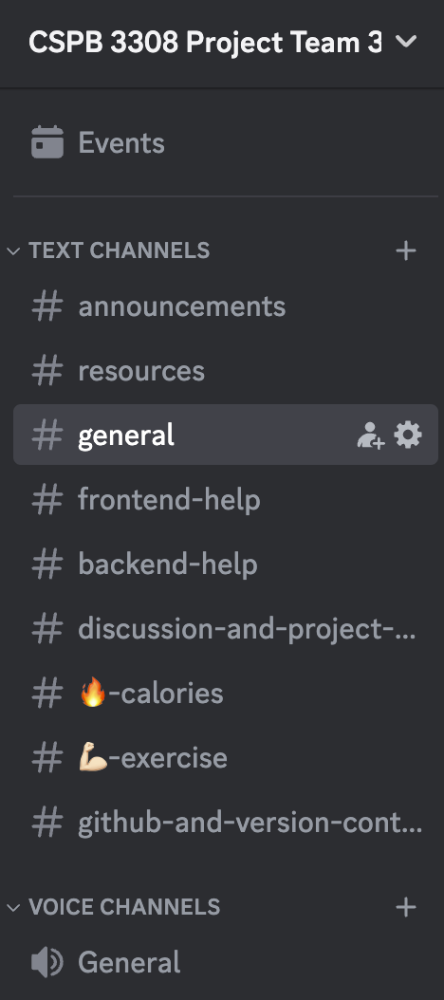 CSPB 3308 Project Team 3
Events
TEXT CHANNELS
# announcements
# resources
# general
# frontend-help
# backend-help
# discussion-and-project-...
# 🔥-calories
# 💪🏻-exercise
# github-and-version-cont...
VOICE CHANNELS
General